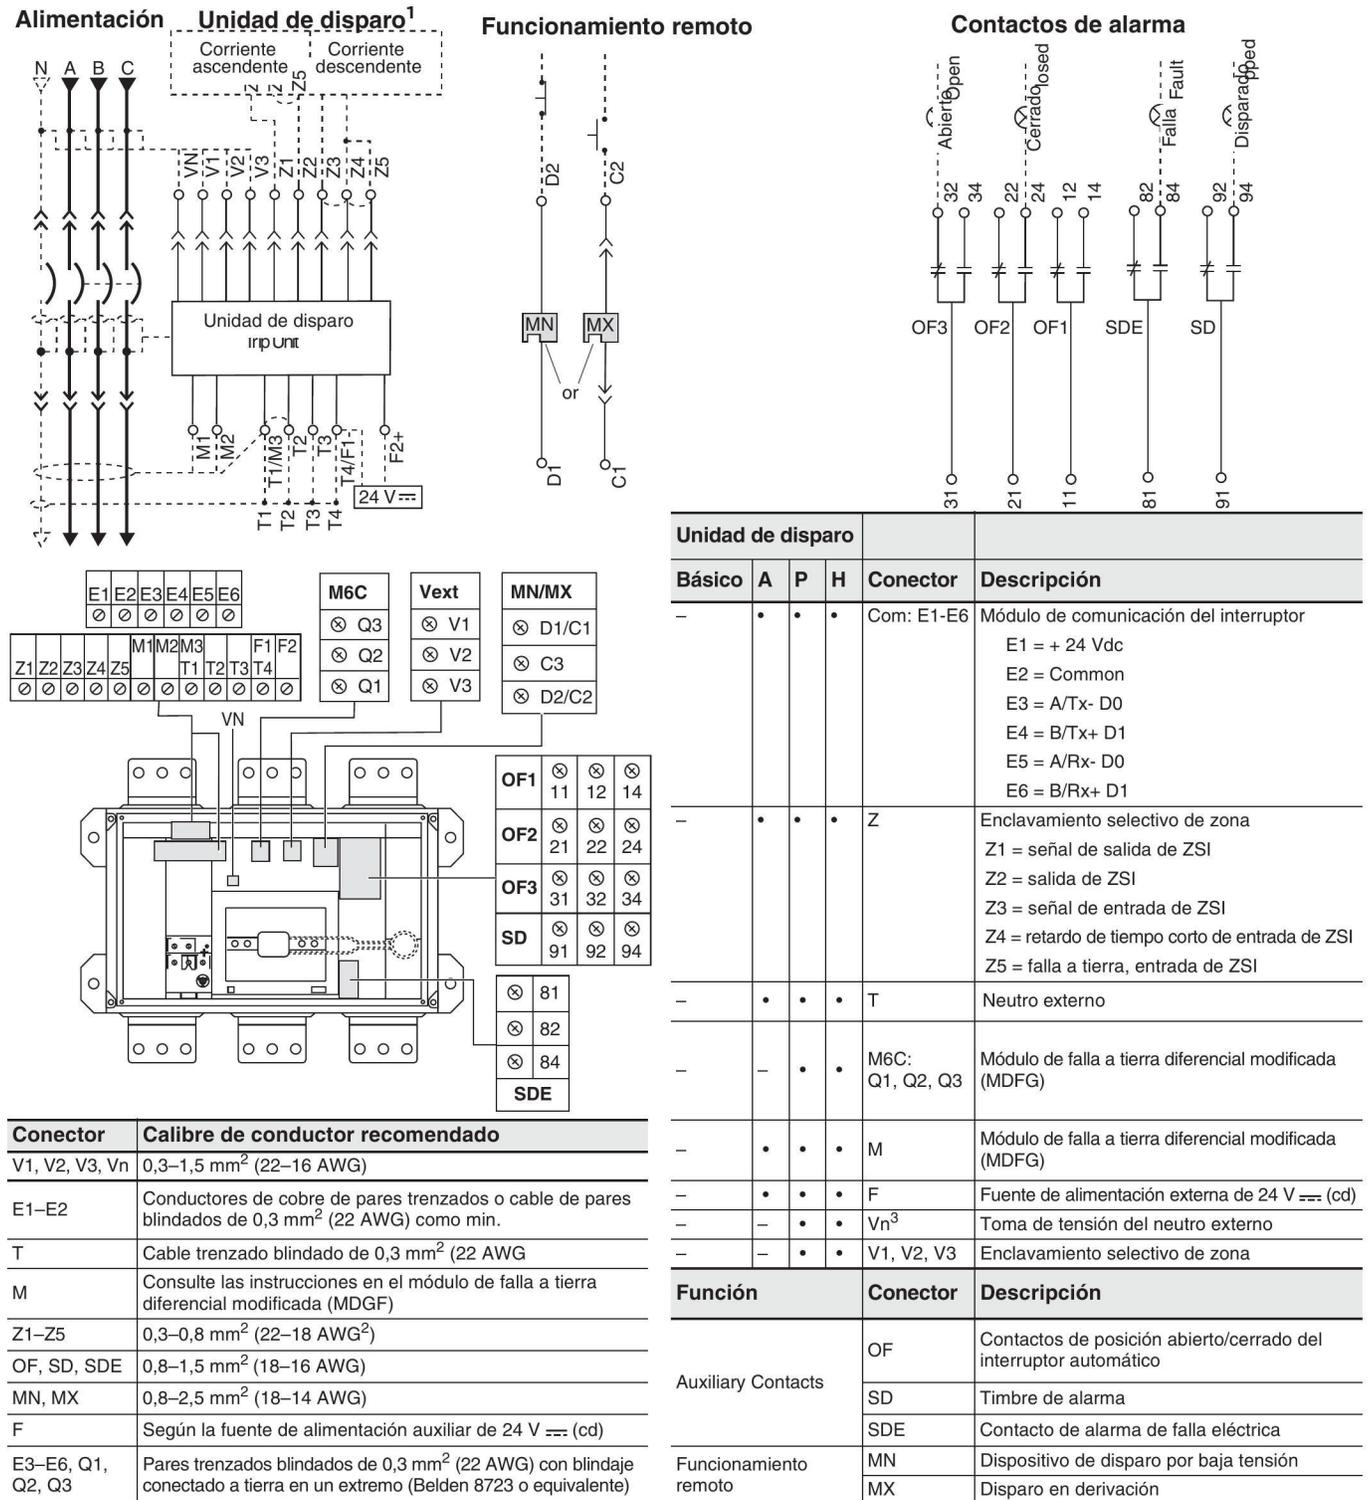 Alimentación
Unidad de disparo1
Funcionamiento remoto
Contactos de alarma
Corriente ascendente
Corriente descendente
N A B C
Z5
VN V1 V2 V3 Z1 Z2 Z3 Z4 Z5
Unidad de disparo
Trip Unit
M1 M2 T1/M3 T2 T3 T4/F1- F2+
24 V ⎓
T1 T2 T3 T4
D2 C2
MN MX
or
D1 C1
Abierto Open
Cerrado losed
Falla Fault
Disparado pped
32 34 22 24 12 14 82 84 92 94
OF3 OF2 OF1 SDE SD
31 21 11 81 91
E1 E2 E3 E4 E5 E6
Z1 Z2 Z3 Z4 Z5 M1 M2 M3 T1 T2 T3 F1 T4 F2
VN
M6C
Q3
Q2
Q1
Vext
V1
V2
V3
MN/MX
D1/C1
C3
D2/C2
OF1 11 12 14
OF2 21 22 24
OF3 31 32 34
SD 91 92 94
81
82
84
SDE
Conector Calibre de conductor recomendado
V1, V2, V3, Vn 0,3–1,5 mm2 (22–16 AWG)
E1–E2 Conductores de cobre de pares trenzados o cable de pares
blindados de 0,3 mm2 (22 AWG) como min.
T Cable trenzado blindado de 0,3 mm2 (22 AWG
M Consulte las instrucciones en el módulo de falla a tierra
diferencial modificada (MDGF)
Z1–Z5 0,3–0,8 mm2 (22–18 AWG2)
OF, SD, SDE 0,8–1,5 mm2 (18–16 AWG)
MN, MX 0,8–2,5 mm2 (18–14 AWG)
F Según la fuente de alimentación auxiliar de 24 V ⎓ (cd)
E3–E6, Q1, Q2, Q3 Pares trenzados blindados de 0,3 mm2 (22 AWG) con blindaje
conectado a tierra en un extremo (Belden 8723 o equivalente)
Unidad de disparo
Básico A P H Conector Descripción
– • • • Com: E1-E6 Módulo de comunicación del interruptor
E1 = + 24 Vdc
E2 = Common
E3 = A/Tx- D0
E4 = B/Tx+ D1
E5 = A/Rx- D0
E6 = B/Rx+ D1
– • • • Z Enclavamiento selectivo de zona
Z1 = señal de salida de ZSI
Z2 = salida de ZSI
Z3 = señal de entrada de ZSI
Z4 = retardo de tiempo corto de entrada de ZSI
Z5 = falla a tierra, entrada de ZSI
– • • • T Neutro externo
– – • • M6C: Q1, Q2, Q3 Módulo de falla a tierra diferencial modificada
(MDFG)
– • • • M Módulo de falla a tierra diferencial modificada
(MDFG)
– • • • F Fuente de alimentación externa de 24 V ⎓ (cd)
– – • • Vn3 Toma de tensión del neutro externo
– – • • V1, V2, V3 Enclavamiento selectivo de zona
Función Conector Descripción
Auxiliary Contacts
OF Contactos de posición abierto/cerrado del
interruptor automático
SD Timbre de alarma
SDE Contacto de alarma de falla eléctrica
Funcionamiento remoto
MN Dispositivo de disparo por baja tensión
MX Disparo en derivación